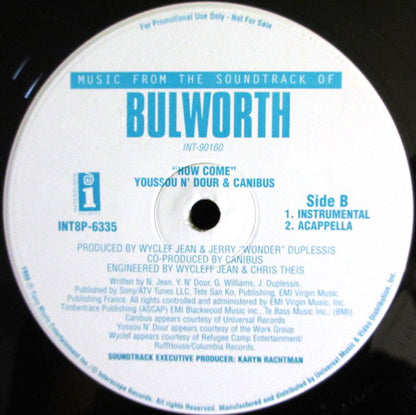 For Promotional Use Only - Not For Sale
MUSIC FROM THE SOUNDTRACK OF
BULWORTH
INT-90160
"HOW COME"
YOUSSOU N' DOUR & CANIBUS
INTERSCOPE
i
INT8P-6335
Side B
1. INSTRUMENTAL
2. ACAPPELLA
PRODUCED BY WYCLEF JEAN & JERRY "WONDER" DUPLESSIS
CO-PRODUCED BY CANIBUS
ENGINEERED BY WYCLEFF JEAN & CHRIS THEIS
Written by N. Jean, Y. N' Dour, G. Williams, J. Duplessis.
Published by Sony/ATV Tunes LLC, Tete San Ko, Publishing, EMI Virgin Music, Inc.
Publishing France. All rights controlled and administered by EMI Virgin Music, Inc.
Timbertrace Publishing (ASCAP) EMI Blackwood Music inc., Te Bass Music Inc., (BMI)
Canibus appears courtesy of Universal Records
Yossou N' Dour appears courtesy of the Work Group
Wyclef appears courtesy of Refugee Camp Entertainment/
RuffHouse/Columbia Records.
SOUNDTRACK EXECUTIVE PRODUCER: KARYN RACHTMAN
Interscope Records. All rights reserved. Manufactured and distributed by Universal Music & Video Distribution, Inc.